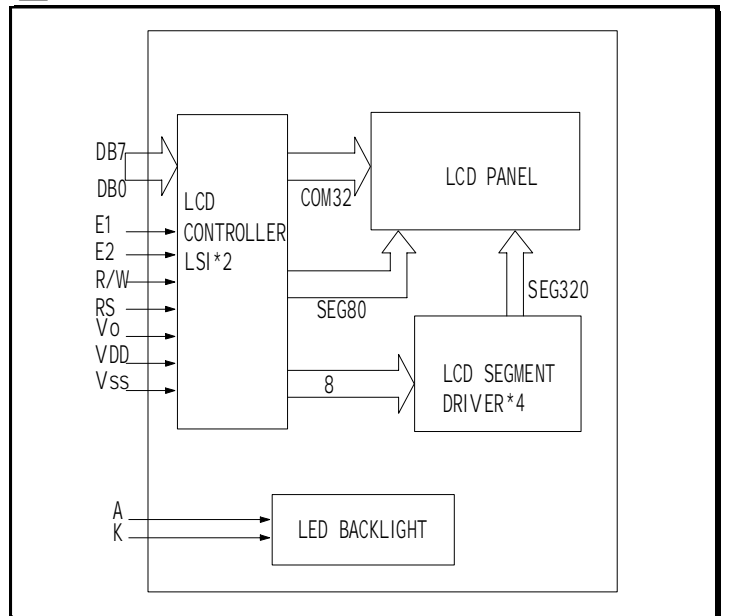 DB7
DB0
E1
E2
R/W
RS
Vo
VDD
Vss
LCD
CONTROLLER
LSI*2
COM32
SEG80
8
LCD PANEL
SEG320
LCD SEGMENT
DRIVER*4
A
K
LED BACKLIGHT